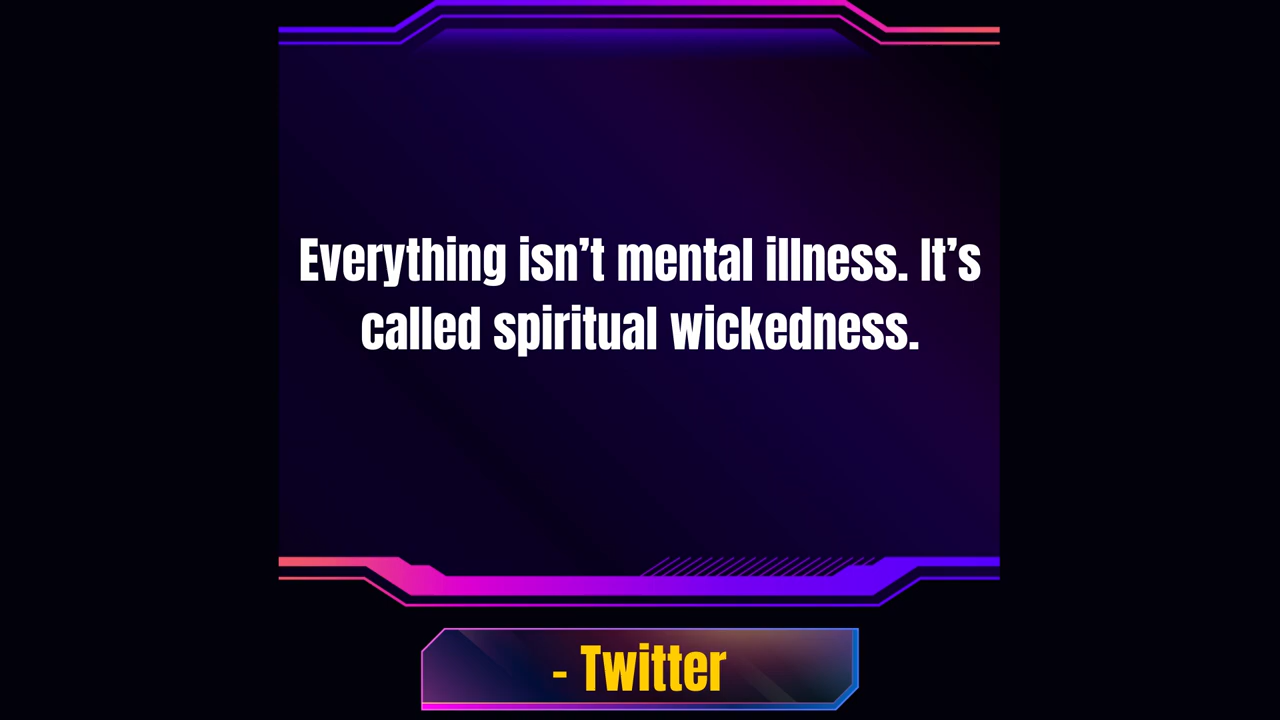 Everything isn’t mental illness. It’s
called spiritual wickedness.
- Twitter